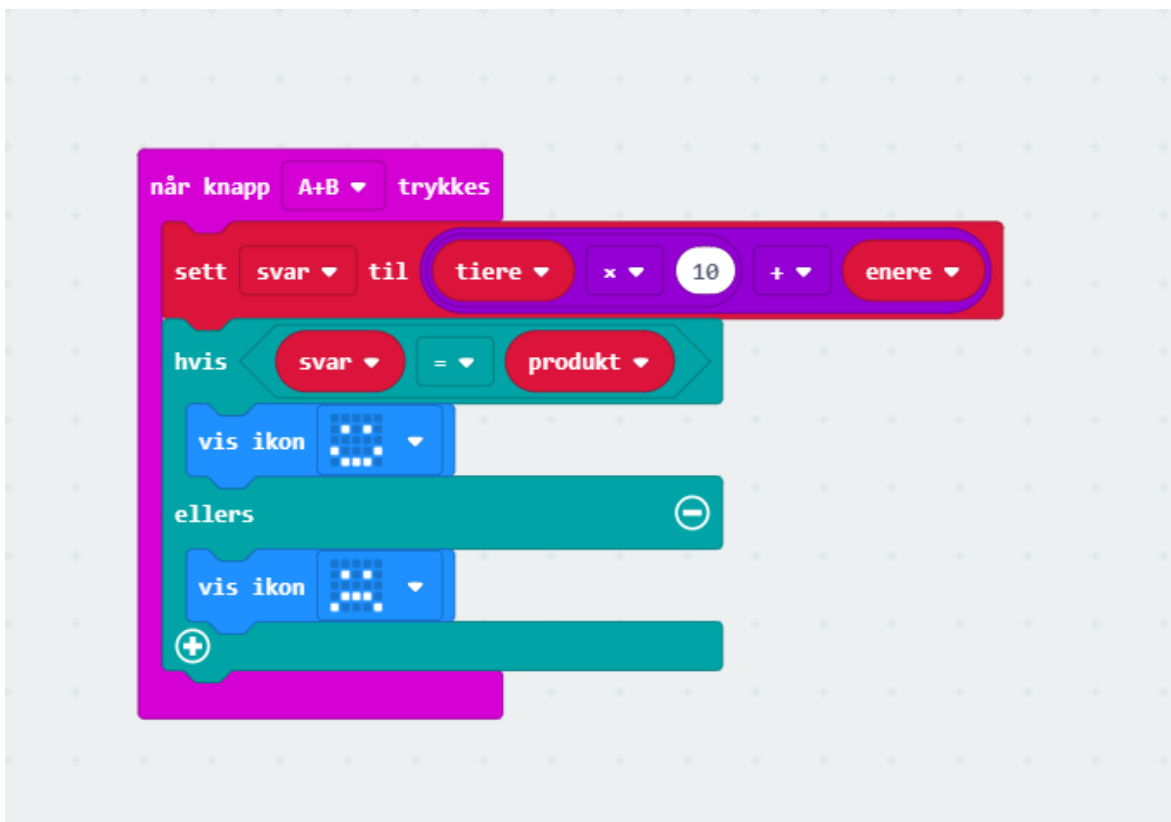 når knapp A+B trykkes
sett svar til tiere × 10 + enere
hvis svar = produkt
vis ikon
ellers
vis ikon